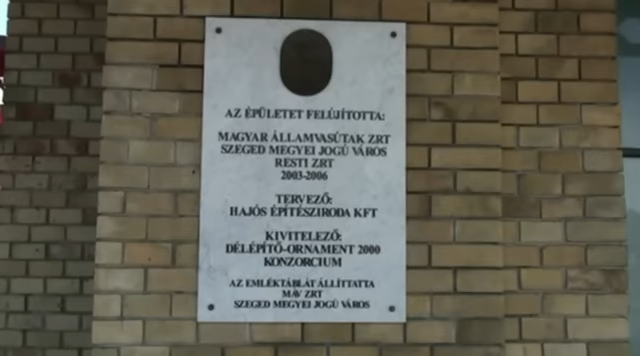 AZ ÉPÜLETET FELÚJÍTOTTA:
MAGYAR ÁLLAMVASÚTAK ZRT
SZEGED MEGYEI JOGÚ VÁROS
RESTI ZRT
2003-2006
TERVEZŐ:
HAJÓS ÉPÍTÉSZIRODA KFT
KIVITELEZŐ:
DÉLÉPÍTŐ-ORNAMENT 2000
KONZORCIUM
AZ EMLÉKTÁBLÁT ÁLLÍTTATTA
MÁV ZRT
SZEGED MEGYEI JOGÚ VÁROS